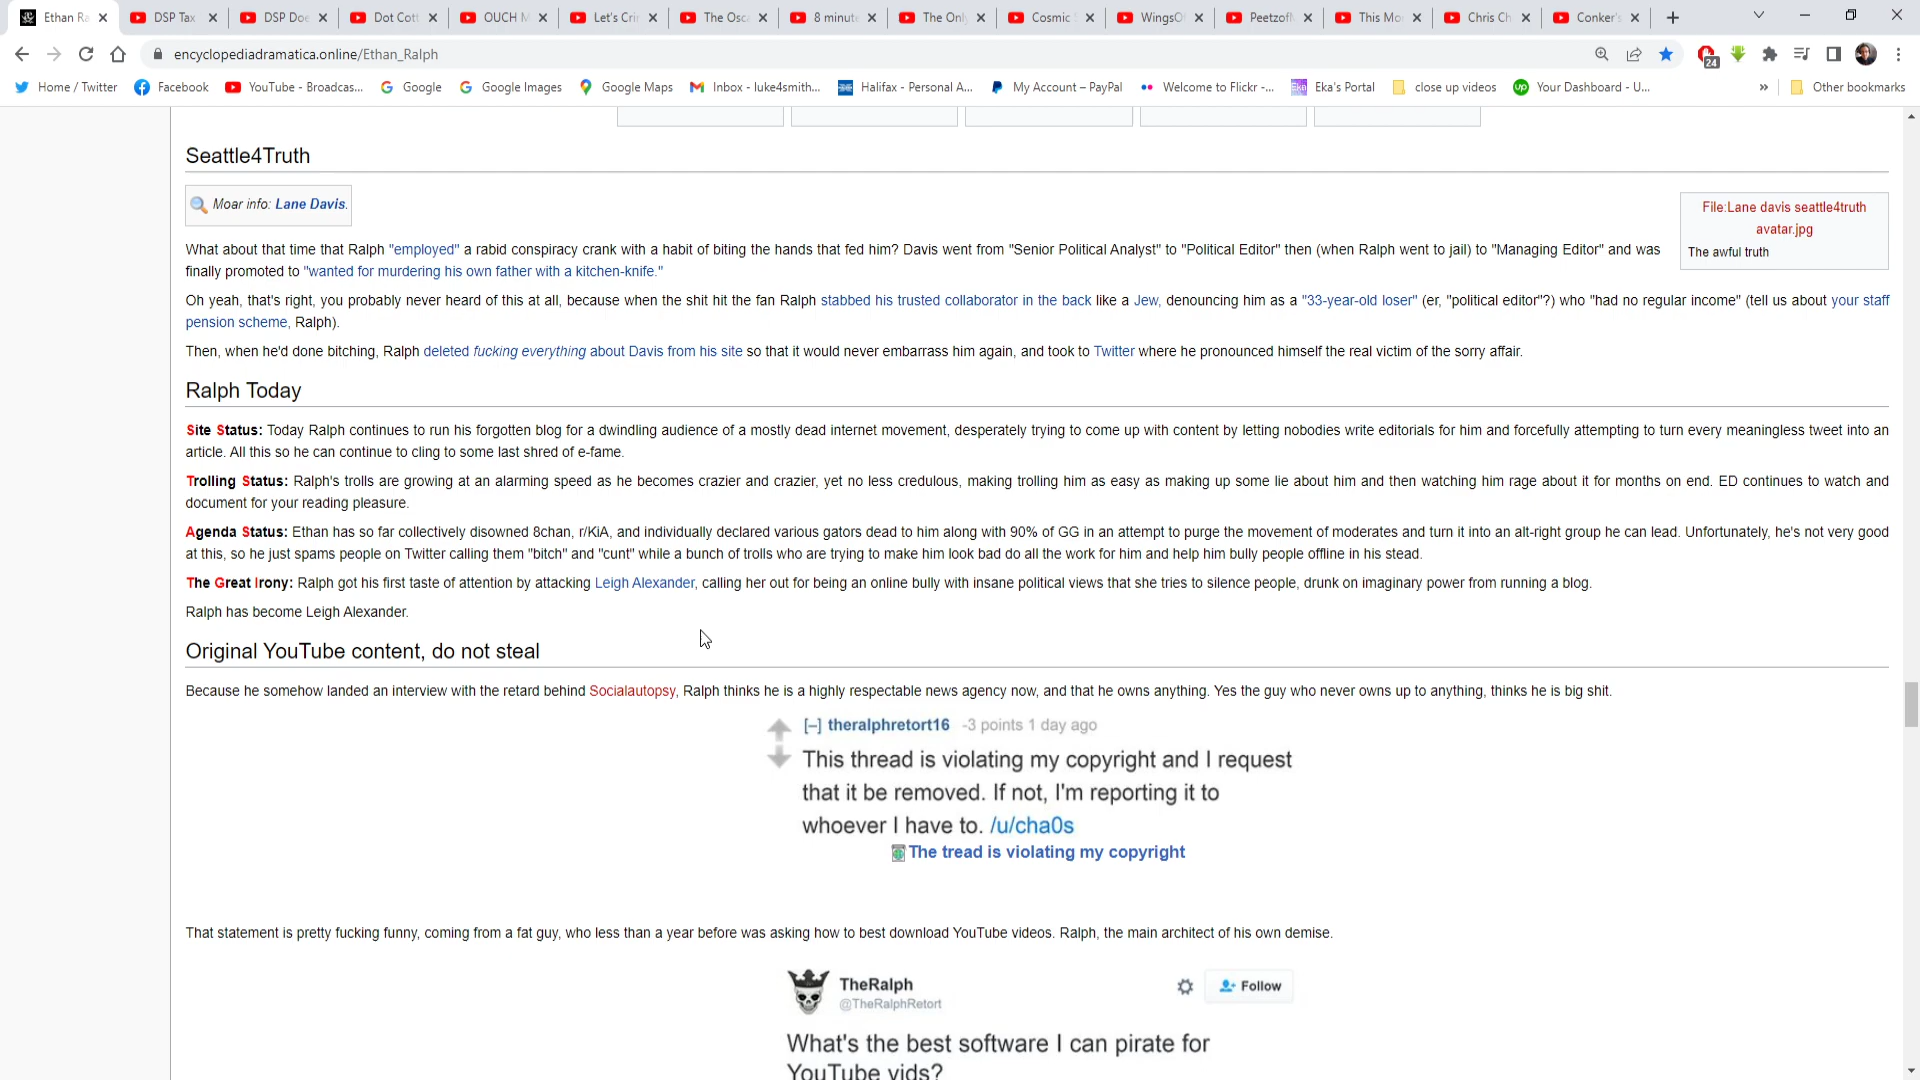 Ethan Ra
DSP Tax
DSP Doe
Dot Cott
OUCH M
Let's Cri
The Osca
8 minute
The Onl
Cosmic
WingsO
Peetzof
This Mo
Chris Ch
Conker'
encyclopediadramatica.online/Ethan_Ralph
24
Home / Twitter
Facebook
YouTube - Broadcas...
Google
Google Images
Google Maps
Inbox - luke4smith...
Halifax - Personal A...
My Account – PayPal
Welcome to Flickr -...
Eka's Portal
close up videos
Your Dashboard - U...
»
Other bookmarks
Seattle4Truth
Moar info: Lane Davis.
File:Lane davis seattle4truth
avatar.jpg
The awful truth
What about that time that Ralph "employed" a rabid conspiracy crank with a habit of biting the hands that fed him? Davis went from "Senior Political Analyst" to "Political Editor" then (when Ralph went to jail) to "Managing Editor" and was
finally promoted to "wanted for murdering his own father with a kitchen-knife."
Oh yeah, that's right, you probably never heard of this at all, because when the shit hit the fan Ralph stabbed his trusted collaborator in the back like a Jew, denouncing him as a "33-year-old loser" (er, "political editor"?) who "had no regular income" (tell us about your staff
pension scheme, Ralph).
Then, when he'd done bitching, Ralph deleted fucking everything about Davis from his site so that it would never embarrass him again, and took to Twitter where he pronounced himself the real victim of the sorry affair.
Ralph Today
Site Status: Today Ralph continues to run his forgotten blog for a dwindling audience of a mostly dead internet movement, desperately trying to come up with content by letting nobodies write editorials for him and forcefully attempting to turn every meaningless tweet into an
article. All this so he can continue to cling to some last shred of e-fame.
Trolling Status: Ralph's trolls are growing at an alarming speed as he becomes crazier and crazier, yet no less credulous, making trolling him as easy as making up some lie about him and then watching him rage about it for months on end. ED continues to watch and
document for your reading pleasure.
Agenda Status: Ethan has so far collectively disowned 8chan, r/KiA, and individually declared various gators dead to him along with 90% of GG in an attempt to purge the movement of moderates and turn it into an alt-right group he can lead. Unfortunately, he's not very good
at this, so he just spams people on Twitter calling them "bitch" and "cunt" while a bunch of trolls who are trying to make him look bad do all the work for him and help him bully people offline in his stead.
The Great Irony: Ralph got his first taste of attention by attacking Leigh Alexander, calling her out for being an online bully with insane political views that she tries to silence people, drunk on imaginary power from running a blog.
Ralph has become Leigh Alexander.
Original YouTube content, do not steal
Because he somehow landed an interview with the retard behind Socialautopsy, Ralph thinks he is a highly respectable news agency now, and that he owns anything. Yes the guy who never owns up to anything, thinks he is big shit.
[–] theralphretort16 -3 points 1 day ago
This thread is violating my copyright and I request
that it be removed. If not, I'm reporting it to
whoever I have to. /u/cha0s
The tread is violating my copyright
That statement is pretty fucking funny, coming from a fat guy, who less than a year before was asking how to best download YouTube videos. Ralph, the main architect of his own demise.
TheRalph
@TheRalphRetort
Follow
What's the best software I can pirate for
YouTube vids?